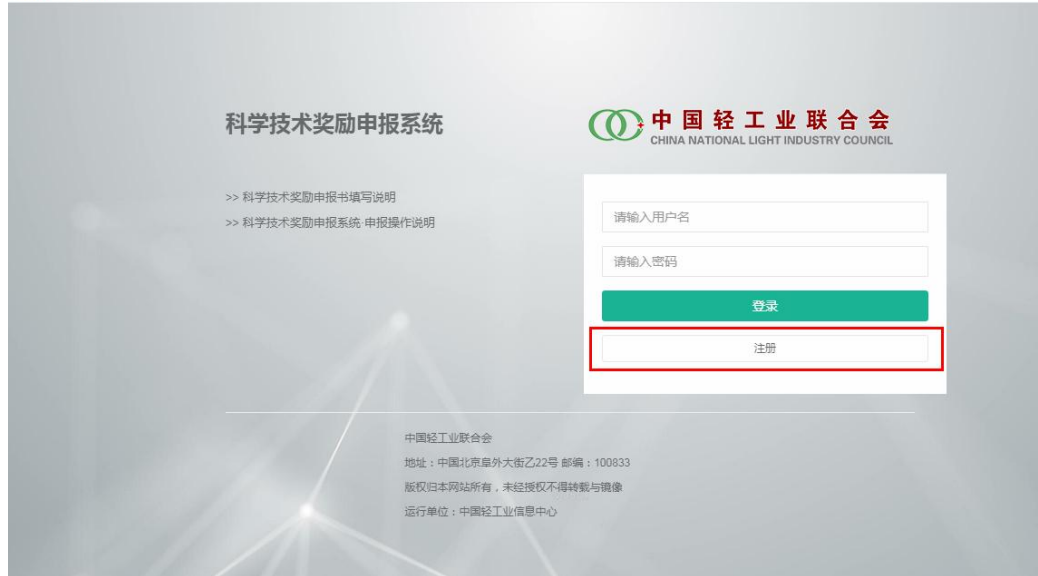 科学技术奖励申报系统
中国轻工业联合会
CHINA NATIONAL LIGHT INDUSTRY COUNCIL
>> 科学技术奖励申报书填写说明
>> 科学技术奖励申报系统·申报操作说明
请输入用户名
请输入密码
登录
注册
中国轻工业联合会
地址：中国北京阜外大街乙22号 邮编：100833
版权归本网站所有，未经授权不得转载与镜像
运行单位：中国轻工业信息中心